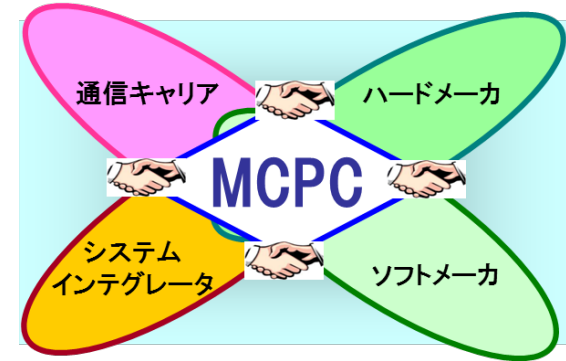 通信キャリア
ハードメーカ
MCPC
システム
インテグレータ
ソフトメーカ